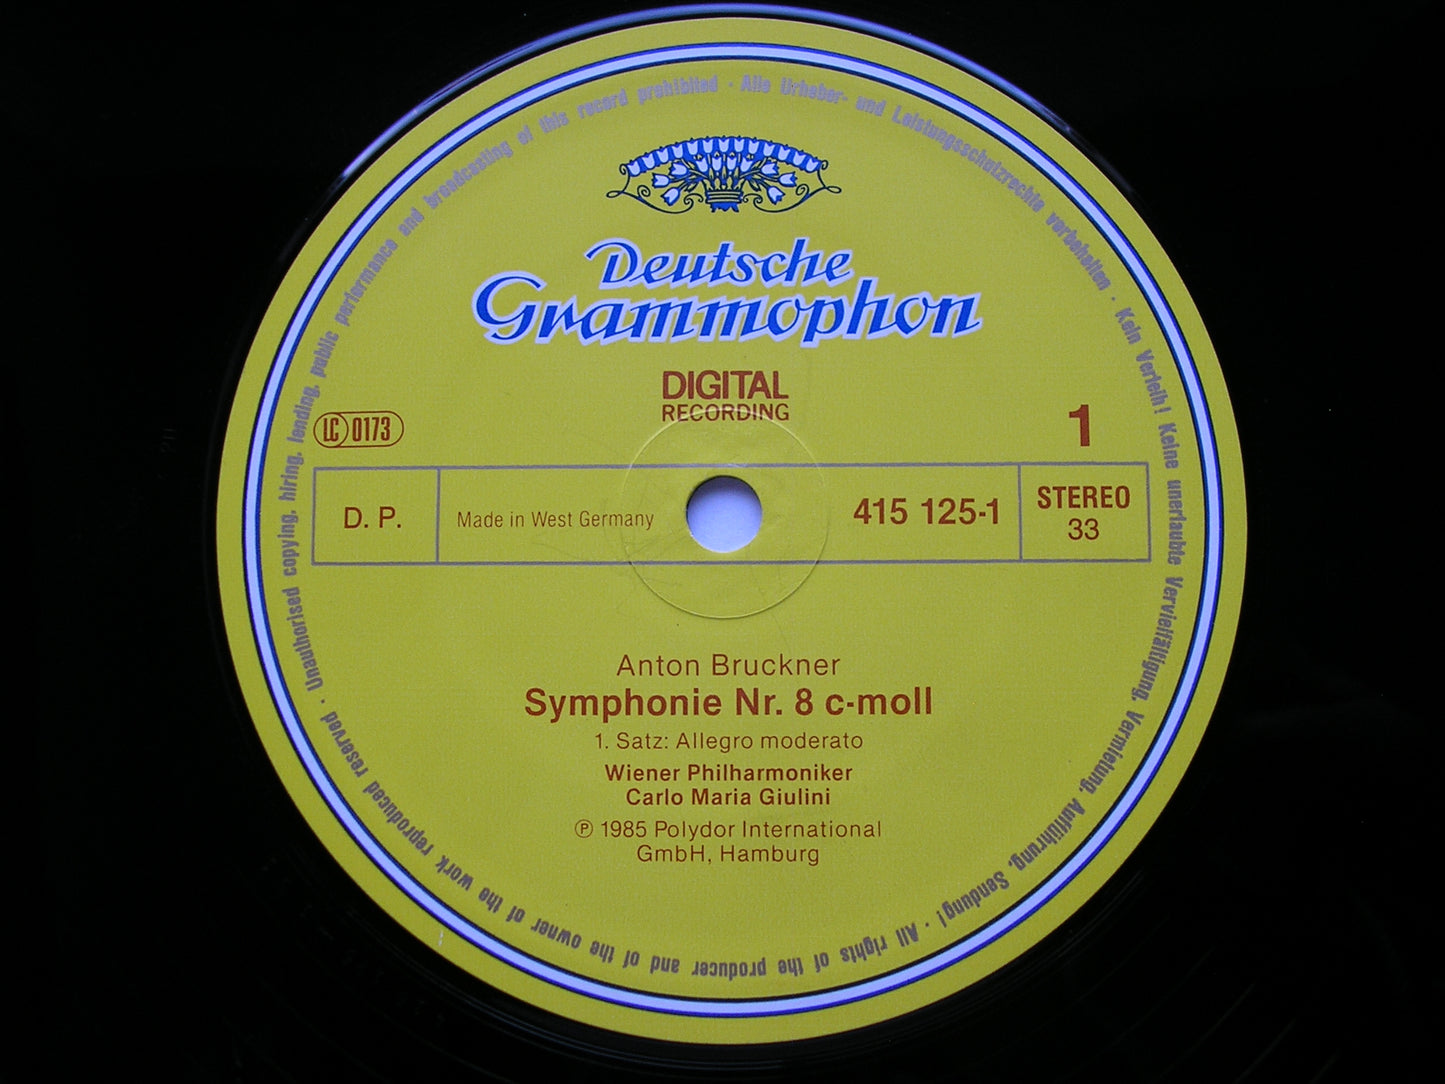 Deutsche
Grammophon
DIGITAL
RECORDING
LC 0173
1
D. P.
Made in West Germany
415 125-1
STEREO
33
Anton Bruckner
Symphonie Nr. 8 c-moll
1. Satz: Allegro moderato
Wiener Philharmoniker
Carlo Maria Giulini
℗ 1985 Polydor International
GmbH, Hamburg
Alle Urheber- und Leistungsschutzrechte vorbehalten · Kein Verleih! Keine unerlaubte Vervielfältigung, Vermietung, Aufführung, Sendung! · All rights of the producer and of the owner of the work reproduced reserved · Unauthorised copying, hiring, lending, public performance and broadcasting of this record prohibited ·